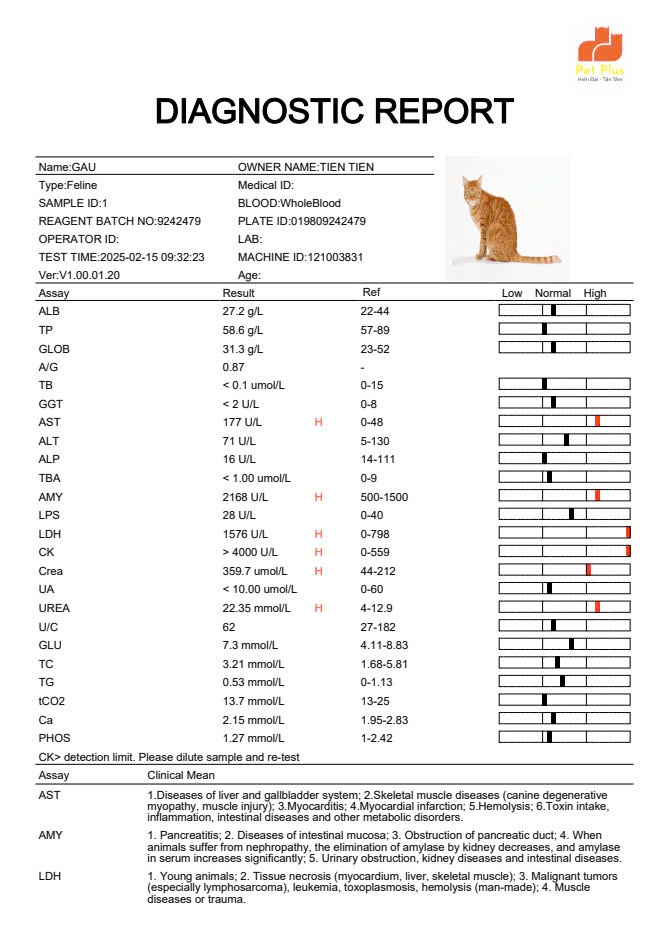 Pet Plus
Hiện Đại - Tận Tâm
DIAGNOSTIC REPORT
Name:GAU OWNER NAME:TIEN TIEN
Type:Feline Medical ID:
SAMPLE ID:1 BLOOD:WholeBlood
REAGENT BATCH NO:9242479 PLATE ID:019809242479
OPERATOR ID: LAB:
TEST TIME:2025-02-15 09:32:23 MACHINE ID:121003831
Ver:V1.00.01.20 Age:
Assay Result Ref Low Normal High
ALB 27.2 g/L 22-44
TP 58.6 g/L 57-89
GLOB 31.3 g/L 23-52
A/G 0.87 -
TB < 0.1 umol/L 0-15
GGT < 2 U/L 0-8
AST 177 U/L H 0-48
ALT 71 U/L 5-130
ALP 16 U/L 14-111
TBA < 1.00 umol/L 0-9
AMY 2168 U/L H 500-1500
LPS 28 U/L 0-40
LDH 1576 U/L H 0-798
CK > 4000 U/L H 0-559
Crea 359.7 umol/L H 44-212
UA < 10.00 umol/L 0-60
UREA 22.35 mmol/L H 4-12.9
U/C 62 27-182
GLU 7.3 mmol/L 4.11-8.83
TC 3.21 mmol/L 1.68-5.81
TG 0.53 mmol/L 0-1.13
tCO2 13.7 mmol/L 13-25
Ca 2.15 mmol/L 1.95-2.83
PHOS 1.27 mmol/L 1-2.42
CK> detection limit. Please dilute sample and re-test
Assay Clinical Mean
AST 1.Diseases of liver and gallbladder system; 2.Skeletal muscle diseases (canine degenerative
myopathy, muscle injury); 3.Myocarditis; 4.Myocardial infarction; 5.Hemolysis; 6.Toxin intake,
inflammation, intestinal diseases and other metabolic disorders.
AMY 1. Pancreatitis; 2. Diseases of intestinal mucosa; 3. Obstruction of pancreatic duct; 4. When
animals suffer from nephropathy, the elimination of amylase by kidney decreases, and amylase
in serum increases significantly; 5. Urinary obstruction, kidney diseases and intestinal diseases.
LDH 1. Young animals; 2. Tissue necrosis (myocardium, liver, skeletal muscle); 3. Malignant tumors
(especially lymphosarcoma), leukemia, toxoplasmosis, hemolysis (man-made); 4. Muscle
diseases or trauma.